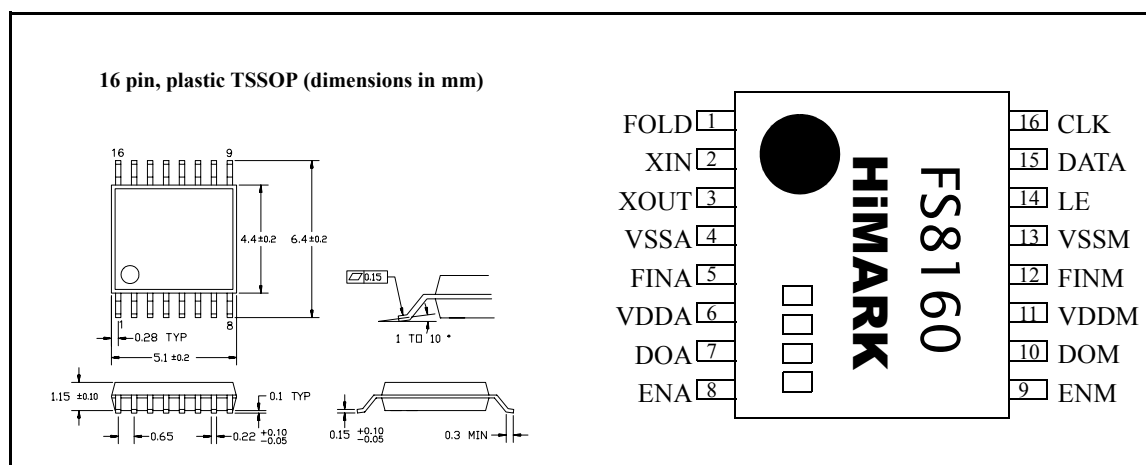 16 pin, plastic TSSOP (dimensions in mm)
16 9
4.4±0.2
6.4±0.2
1 8
0.28 TYP
5.1 ±0.2
0.15
1 TO 10 °
1.15 ±0.10
0.1 TYP
0.65
0.22 +0.10 -0.05
0.15 +0.10 -0.05
0.3 MIN
FOLD 1
XIN 2
XOUT 3
VSSA 4
FINA 5
VDDA 6
DOA 7
ENA 8
HiMARK
FS8160
16 CLK
15 DATA
14 LE
13 VSSM
12 FINM
11 VDDM
10 DOM
9 ENM